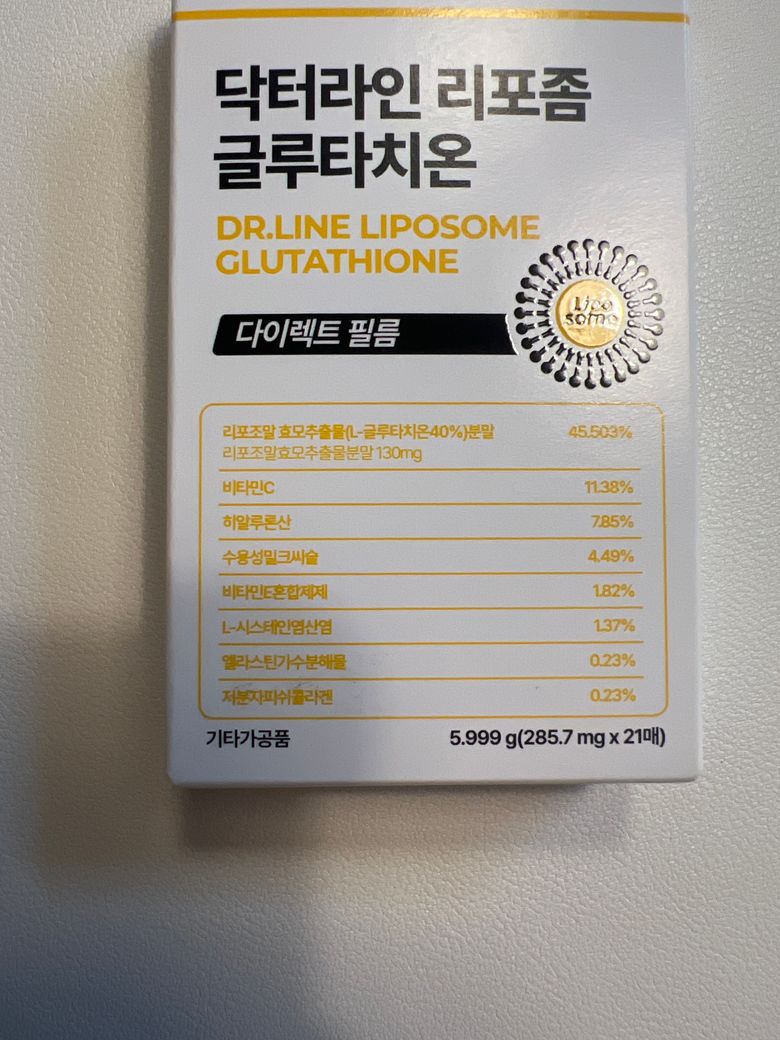 닥터라인 리포좀
글루타치온
DR.LINE LIPOSOME
GLUTATHIONE
Lipo
some
다이렉트 필름
리포조말 효모추출물(L-글루타치온40%)분말 45.503%
리포조말효모추출물분말 130mg
비타민C 11.38%
히알루론산 7.85%
수용성밀크씨슬 4.49%
비타민E혼합제제 1.82%
L-시스테인염산염 1.37%
엘라스틴가수분해물 0.23%
저분자피쉬콜라겐 0.23%
기타가공품 5.999 g(285.7 mg x 21매)